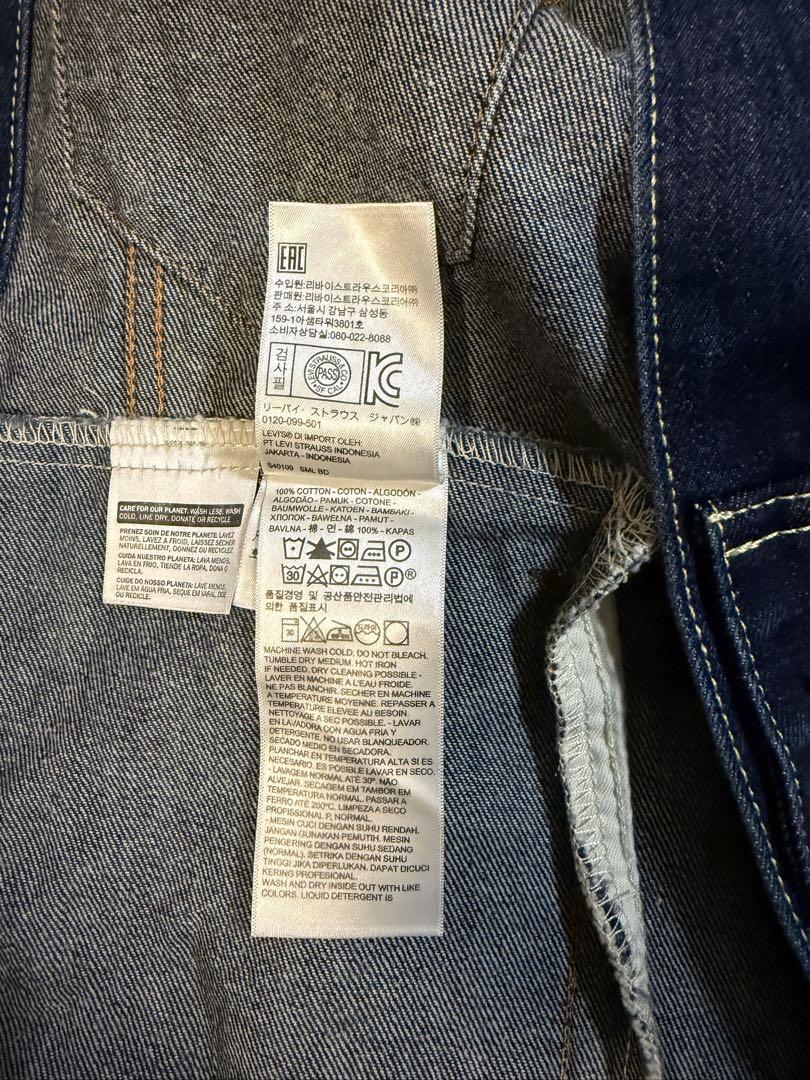 EAC
수입원:리바이스트라우스코리아㈜
판매원:리바이스트라우스코리아㈜
주 소:서울시 강남구 삼성동
159-1아셈타워3801호
소비자상담실:080-022-8088
검사필
LEVI STRAUSS & CO
PASS
SF CAL
KC
リーバイ・ストラウス ジャパン㈱
0120-099-501
LEVI'S® DI IMPORT OLEH:
PT LEVI STRAUSS INDONESIA
JAKARTA - INDONESIA
S40109 SML BD
CARE FOR OUR PLANET: WASH LESS, WASH
COLD, LINE DRY, DONATE OR RECYCLE
PRENEZ SOIN DE NOTRE PLANETE: LAVEZ
MOINS, LAVEZ A FROID, LAISSEZ SÉCHER
NATURELLEMENT, DONNEZ OU RECYCLEZ.
CUIDA NUESTRO PLANETA: LAVA MENOS,
LAVA EN FRIO, TIENDE LA ROPA, DONA O
RECICLA.
CUIDE DO NOSSO PLANETA: LAVE MENOS,
LAVE EM ÁGUA FRIA, SEQUE EM VARAL, DOE
OU RECICLE.
100% COTTON - COTON - ALGODÓN -
ALGODÃO - PAMUK - COTONE -
BAUMWOLLE - KATOEN - BAMBAKI -
ХЛОПОК - BAWEŁNA - PAMUT -
BAVLNA - 棉 - 면 - 綿 100% - KAPAS
P
30 P ®
품질경영 및 공산품안전관리법에
의한 품질표시
30 드라이
MACHINE WASH COLD. DO NOT BLEACH.
TUMBLE DRY MEDIUM. HOT IRON
IF NEEDED. DRY CLEANING POSSIBLE -
LAVER EN MACHINE A L'EAU FROIDE.
NE PAS BLANCHIR. SECHER EN MACHINE
A TEMPERATURE MOYENNE. REPASSER A
TEMPERATURE ELEVEE AU BESOIN.
NETTOYAGE A SEC POSSIBLE. - LAVAR
EN LAVADORA CON AGUA FRIA Y
DETERGENTE. NO USAR BLANQUEADOR.
SECADO MEDIO EN SECADORA.
PLANCHAR EN TEMPERATURA ALTA SI ES
NECESARIO. ES POSIBLE LAVAR EN SECO.
- LAVAGEM NORMAL ATÉ 30º. NÃO
ALVEJAR. SECAGEM EM TAMBOR EM
TEMPERATURA NORMAL. PASSAR A
FERRO ATÉ 200ºC. LIMPEZA A SECO
PROFISSIONAL P, NORMAL.
- MESIN CUCI DENGAN SUHU RENDAH.
JANGAN GUNAKAN PEMUTIH. MESIN
PENGERING DENGAN SUHU SEDANG
(NORMAL). SETRIKA DENGAN SUHU
TINGGI JIKA DIPERLUKAN. DAPAT DICUCI
KERING PROFESIONAL.
WASH AND DRY INSIDE OUT WITH LIKE
COLORS. LIQUID DETERGENT IS